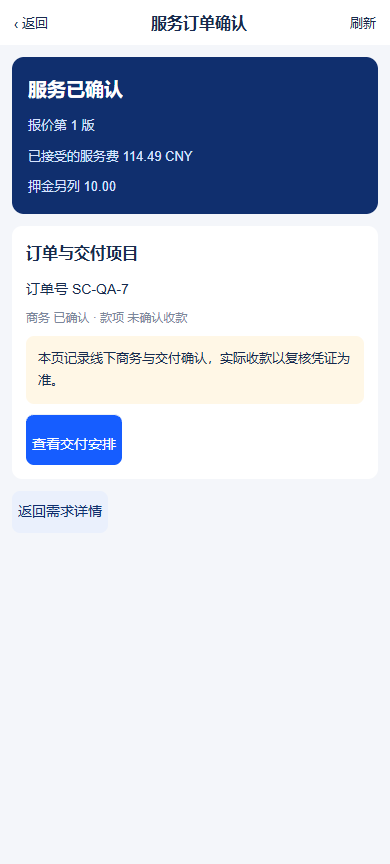 ‹ 返回
服务订单确认
刷新
服务已确认
报价第 1 版
已接受的服务费 114.49 CNY
押金另列 10.00
订单与交付项目
订单号 SC-QA-7
商务 已确认 · 款项 未确认收款
本页记录线下商务与交付确认，实际收款以复核凭证为
准。
查看交付安排
返回需求详情